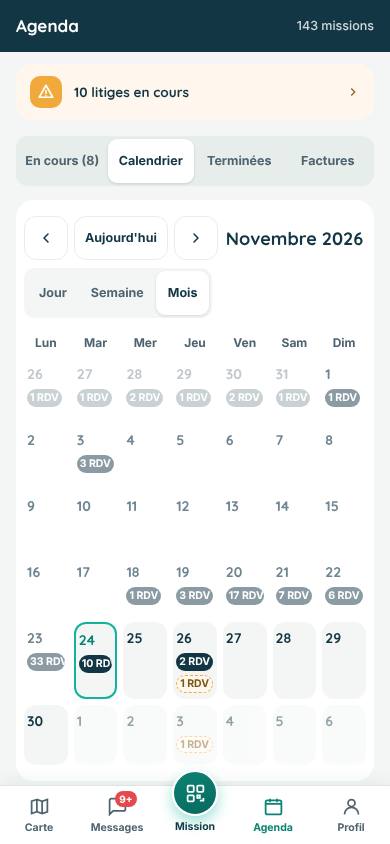 Agenda 143 missions
10 litiges en cours
En cours (8) Calendrier Terminées Factures
Aujourd'hui Novembre 2026
Jour Semaine Mois
Lun Mar Mer Jeu Ven Sam Dim
26 27 28 29 30 31 1
1 RDV 1 RDV 2 RDV 1 RDV 2 RDV 1 RDV 1 RDV
2 3 4 5 6 7 8
3 RDV
9 10 11 12 13 14 15
16 17 18 19 20 21 22
1 RDV 3 RDV 17 RDV 7 RDV 6 RDV
23 24 25 26 27 28 29
33 RDV 10 RD 2 RDV
1 RDV
30 1 2 3 4 5 6
1 RDV
9+
Carte Messages Mission Agenda Profil